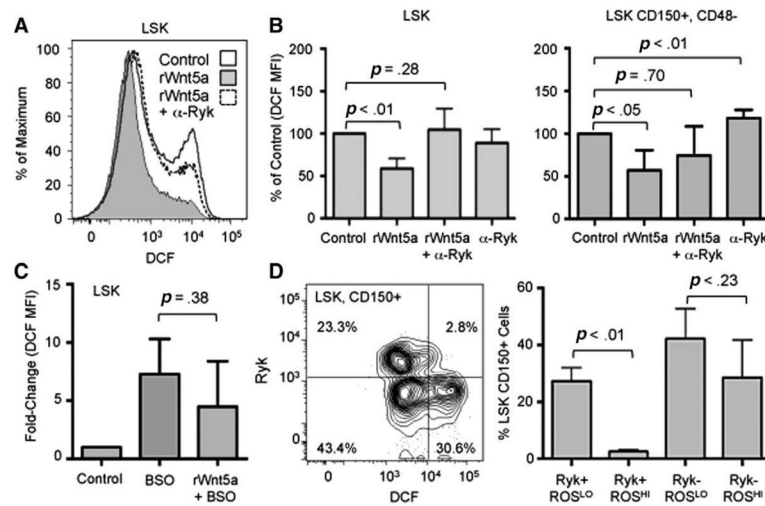 A
LSK
Control
rWnt5a
rWnt5a
+ α-Ryk
% of Maximum
100
80
60
40
20
0
0 10³ 10⁴ 10⁵
DCF
B
LSK
p = .28
p < .01
% of Control (DCF MFI)
200
150
100
50
0
Control rWnt5a rWnt5a
+ α-Ryk
α-Ryk
LSK CD150+, CD48-
p < .01
p = .70
p < .05
200
150
100
50
0
Control rWnt5a rWnt5a
+ α-Ryk
α-Ryk
C
LSK
p = .38
Fold-Change (DCF MFI)
15
10
5
0
Control BSO rWnt5a
+ BSO
D
LSK, CD150+
23.3% 2.8%
43.4% 30.6%
Ryk
10⁵
10⁴
10³
0
0 10³ 10⁴ 10⁵
DCF
p < .23
p < .01
% LSK CD150+ Cells
60
40
20
0
Ryk+
ROSᴸᴼ
Ryk+
ROSᴴᴵ
Ryk-
ROSᴸᴼ
Ryk-
ROSᴴᴵ